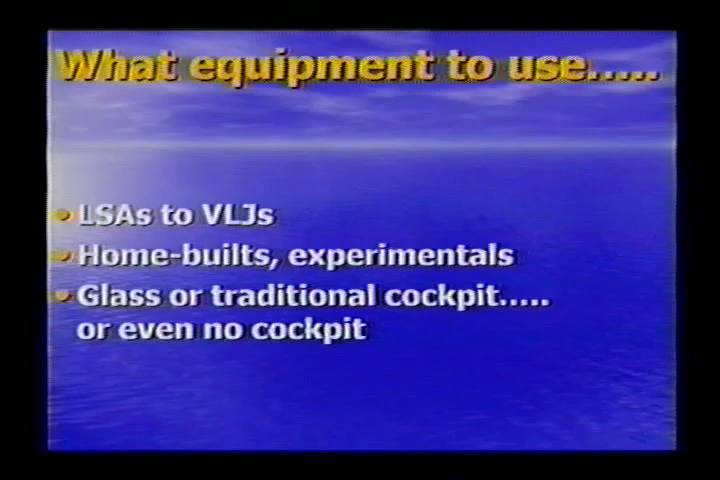 What equipment to use.....
• LSAs to VLJs
• Home-builts, experimentals
• Glass or traditional cockpit.....
or even no cockpit